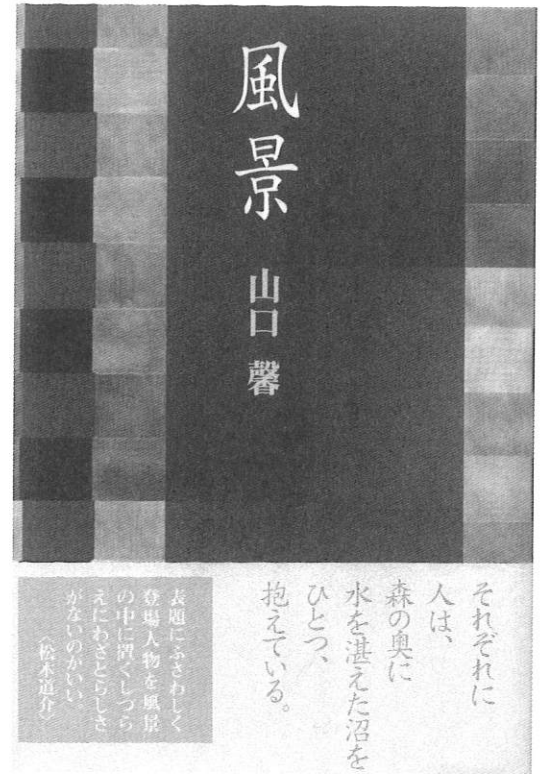 風景
山口 馨
それぞれに
人は、
森の奥に
水を湛えた沼を
ひとつ、
抱えている。
表題にふさわしく
登場人物を風景
の中に置くしつら
えにわざとらしさ
がないのがいい。
〈松本道介〉